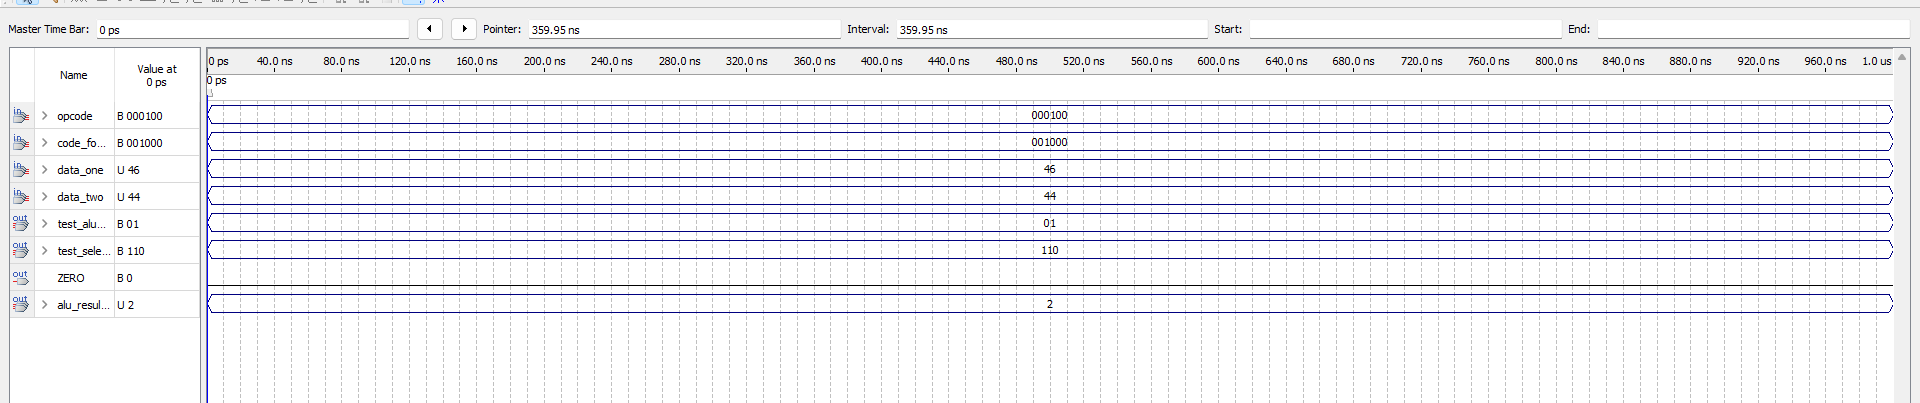 Master Time Bar: 0 ps Pointer: 359.95 ns Interval: 359.95 ns Start: End:
Name Value at 0 ps
0 ps 40.0 ns 80.0 ns 120.0 ns 160.0 ns 200.0 ns 240.0 ns 280.0 ns 320.0 ns 360.0 ns 400.0 ns 440.0 ns 480.0 ns 520.0 ns 560.0 ns 600.0 ns 640.0 ns 680.0 ns 720.0 ns 760.0 ns 800.0 ns 840.0 ns 880.0 ns 920.0 ns 960.0 ns 1.0 us
0 ps
in opcode B 000100 000100
in code_fo... B 001000 001000
in data_one U 46 46
in data_two U 44 44
out test_alu... B 01 01
out test_sele... B 110 110
out ZERO B 0
out alu_resul... U 2 2